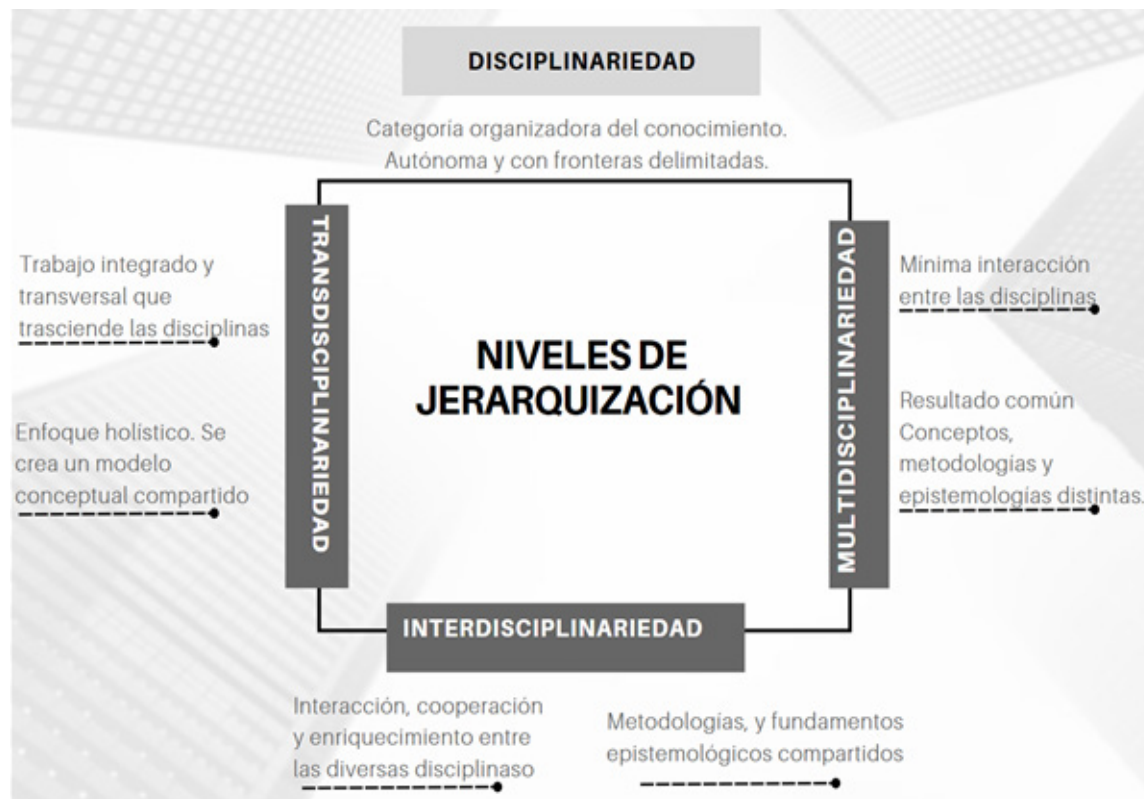 DISCIPLINARIEDAD
Categoría organizadora del conocimiento.
Autónoma y con fronteras delimitadas.
TRANSDISCIPLINARIEDAD
Trabajo integrado y
transversal que
trasciende las disciplinas
Enfoque holístico. Se
crea un modelo
conceptual compartido
NIVELES DE
JERARQUIZACIÓN
MULTIDISCIPLINARIEDAD
Mínima interacción
entre las disciplinas
Resultado común
Conceptos,
metodologías y
epistemologías distintas.
INTERDISCIPLINARIEDAD
Interacción, cooperación
y enriquecimiento entre
las diversas disciplinaso
Metodologías, y fundamentos
epistemológicos compartidos